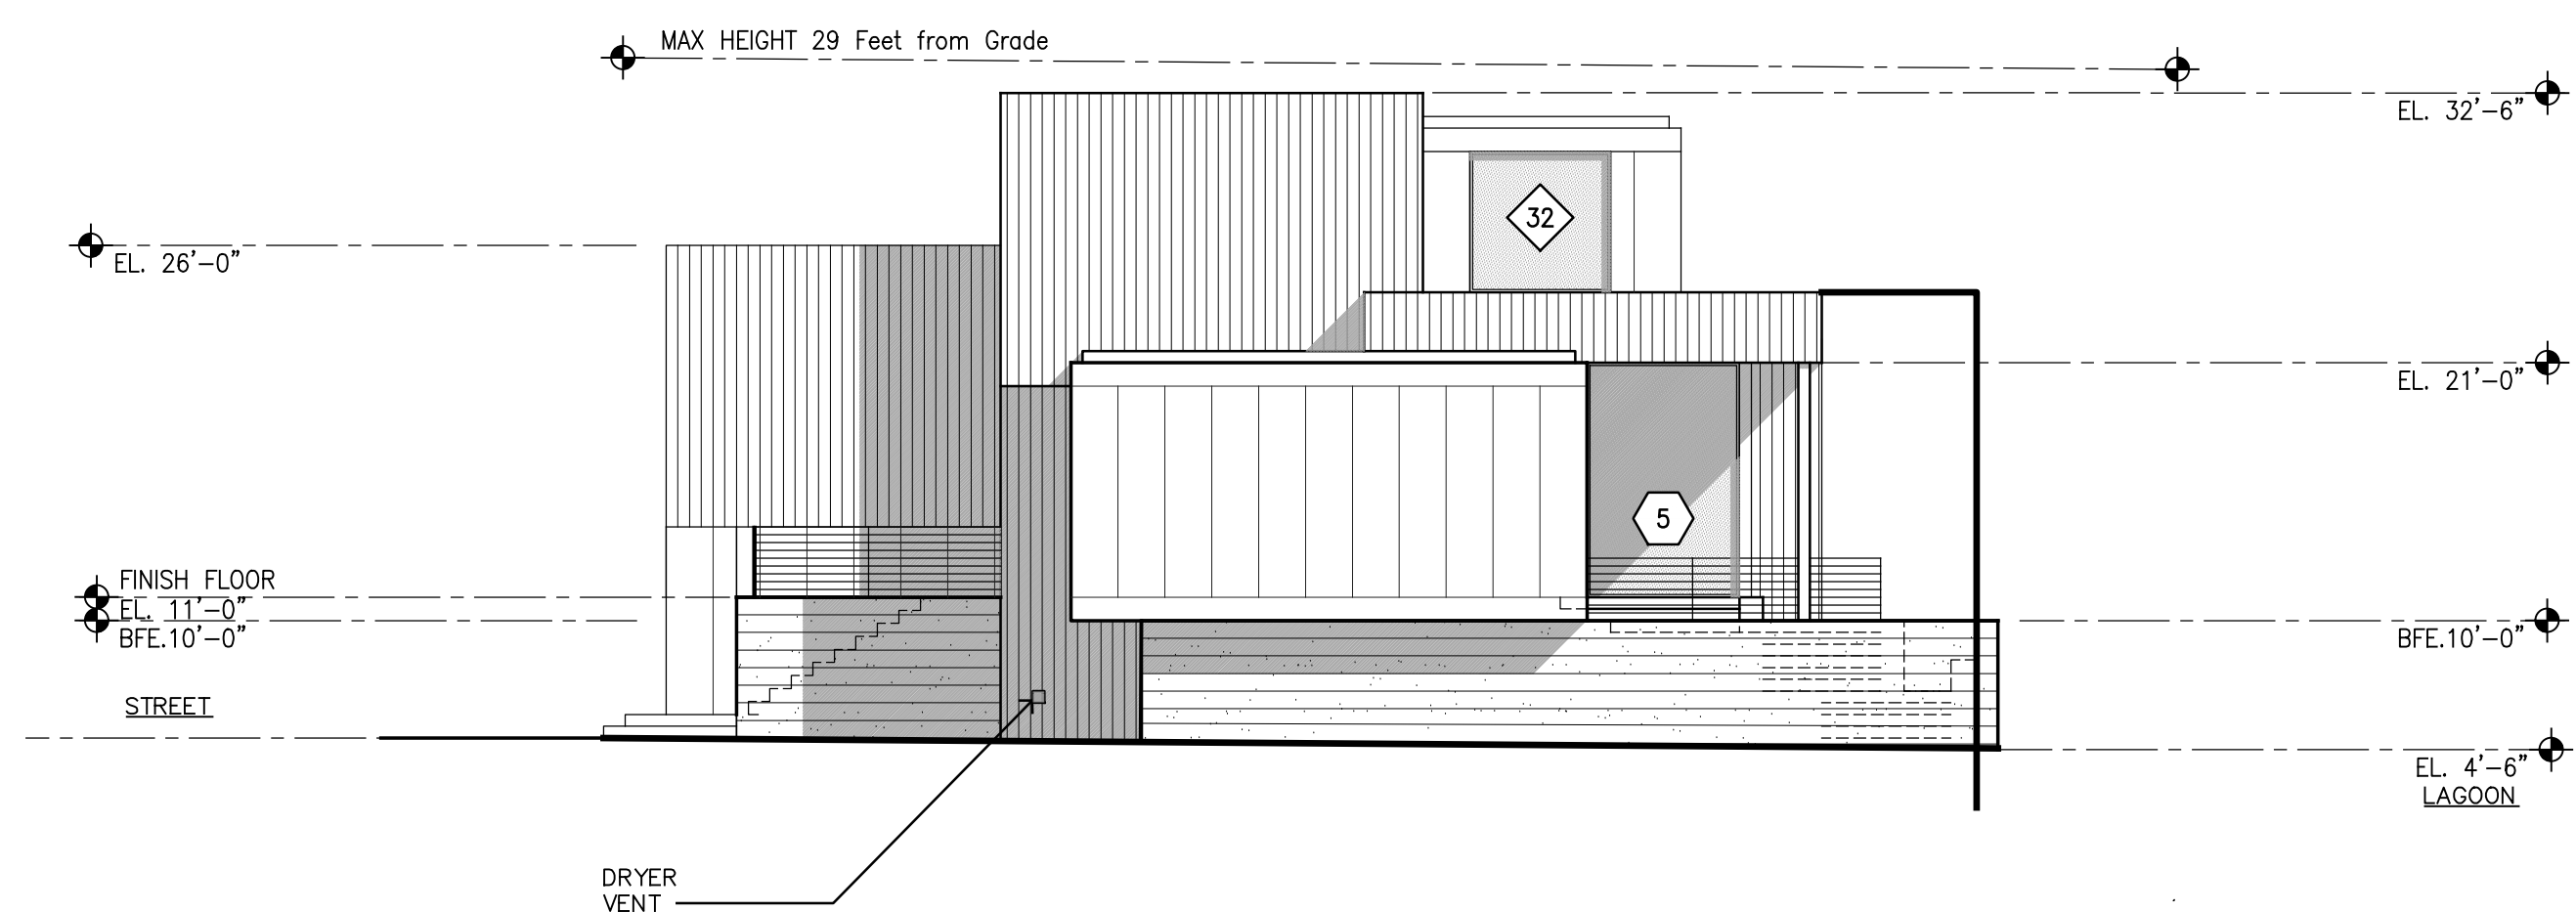 MAX HEIGHT 29 Feet from Grade
EL. 32'-6"
32
EL. 26'-0"
EL. 21'-0"
5
FINISH FLOOR
EL. 11'-0"
BFE.10'-0"
BFE.10'-0"
STREET
EL. 4'-6"
LAGOON
DRYER
VENT